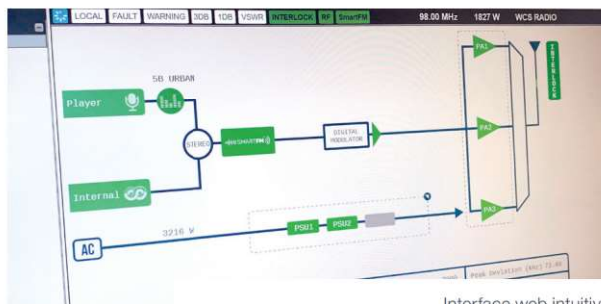 LOCAL FAULT WARNING 3DB 1DB VSWR INTERLOCK RF SmartFM 98.00 MHz 1827 W WCS RADIO
5B URBAN
Player
STEREO
SMARTFM
DIGITAL
MODULATOR
Internal
PA1
PA2
PA3
INTERLOCK
AC
3216 V
PSU1 PSU2
Peak Deviation (kHz)
Interface web intuitiv